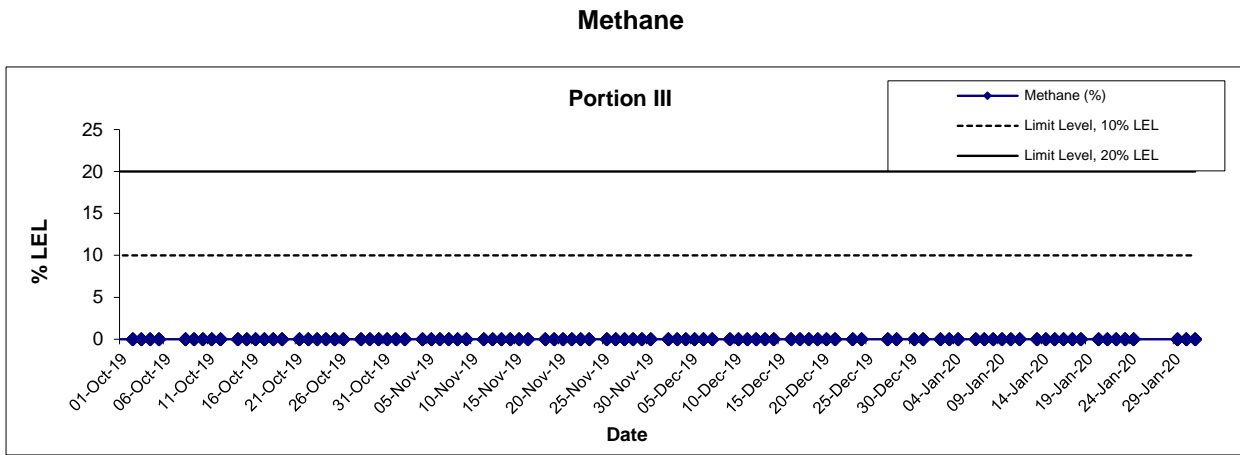 Methane
Portion III
Methane (%)
Limit Level, 10% LEL
Limit Level, 20% LEL
% LEL
25
20
15
10
5
0
01-Oct-19
06-Oct-19
11-Oct-19
16-Oct-19
21-Oct-19
26-Oct-19
31-Oct-19
05-Nov-19
10-Nov-19
15-Nov-19
20-Nov-19
25-Nov-19
30-Nov-19
05-Dec-19
10-Dec-19
15-Dec-19
20-Dec-19
25-Dec-19
30-Dec-19
04-Jan-20
09-Jan-20
14-Jan-20
19-Jan-20
24-Jan-20
29-Jan-20
Date